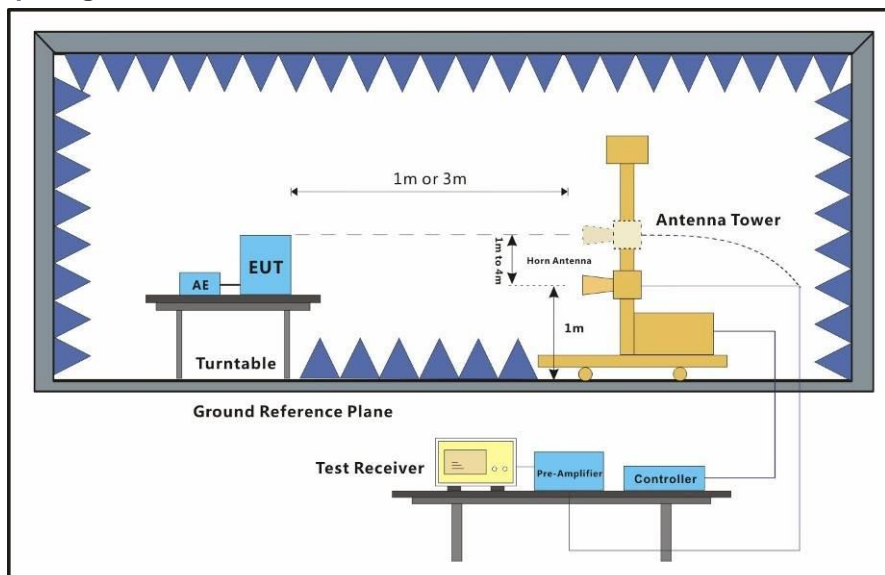 1m or 3m
Antenna Tower
1m to 4m
Horn Antenna
EUT
AE
1m
Turntable
Ground Reference Plane
Test Receiver
Pre-Amplifier
Controller